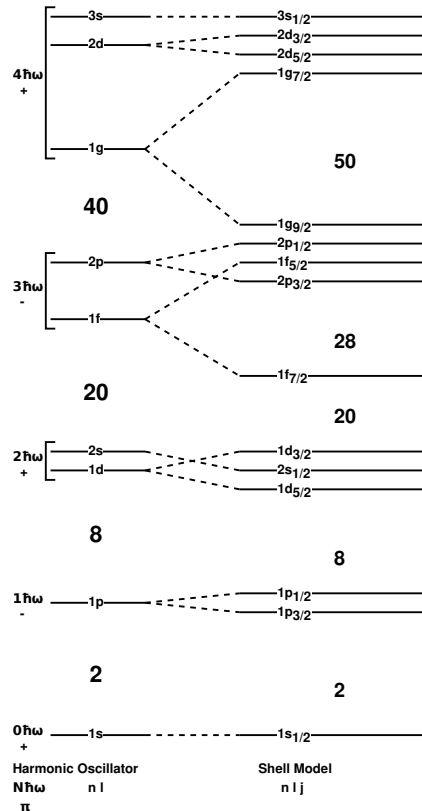 3s 3s1/2
2d 2d3/2
2d5/2
4ħω 1g7/2
+
1g 50
40
1g9/2
2p1/2
2p 1f5/2
3ħω 2p3/2
-
1f
28
1f7/2
20
20
2s 1d3/2
2ħω
1d 2s1/2
+
1d5/2
8
8
1ħω 1p 1p1/2
- 1p3/2
2
2
0ħω 1s 1s1/2
+
Harmonic Oscillator Shell Model
Nħω n l n l j
π